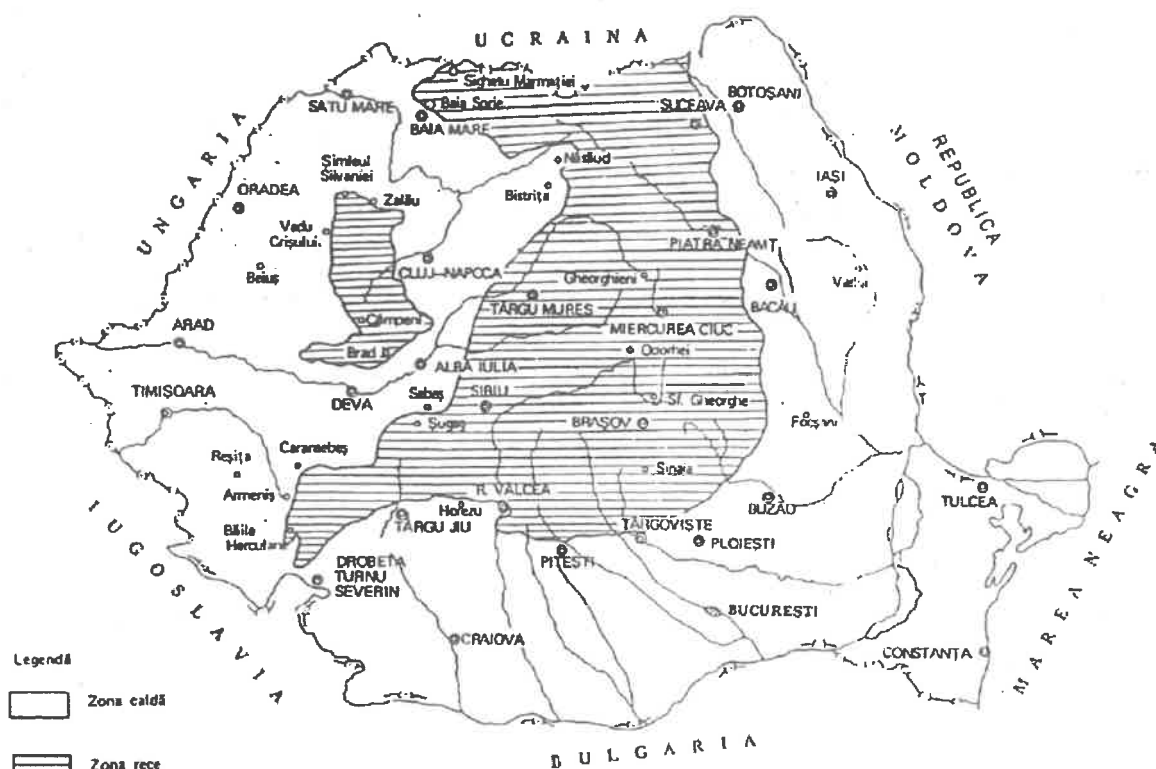 UCRAINA
Sighetu Marmației
BOTOȘANI
SATU MARE
Baia Sprie
SUCEAVA
BAIA MARE
REPUBLICA
MOLDOVA
UNGARIA
Șimleul
Silvaniei
Năsăud
IAȘI
ORADEA
Zalău
Bistrița
Vadu
Crișului
PIATRA NEAMȚ
Beiuș
CLUJ-NAPOCA
Gheorghieni
Vaslui
BACĂU
TÂRGU MUREȘ
Câmpeni
MIERCUREA CIUC
ARAD
Brad
Odorhei
ALBA IULIA
TIMIȘOARA
DEVA
Sebeș
SIBIU
Sf. Gheorghe
Șugag
BRAȘOV
Focșani
Reșița
Caransebeș
Sinaia
Armeniș
R. VÂLCEA
TULCEA
Horezu
BUZĂU
IUGOSLAVIA
TÂRGU JIU
TÂRGOVIȘTE
Băile
Herculane
PLOIEȘTI
DROBETA
TURNU
SEVERIN
PITEȘTI
MAREA NEAGRA
BUCUREȘTI
CRAIOVA
CONSTANȚA
Legendă
Zona caldă
BULGARIA
Zona rece